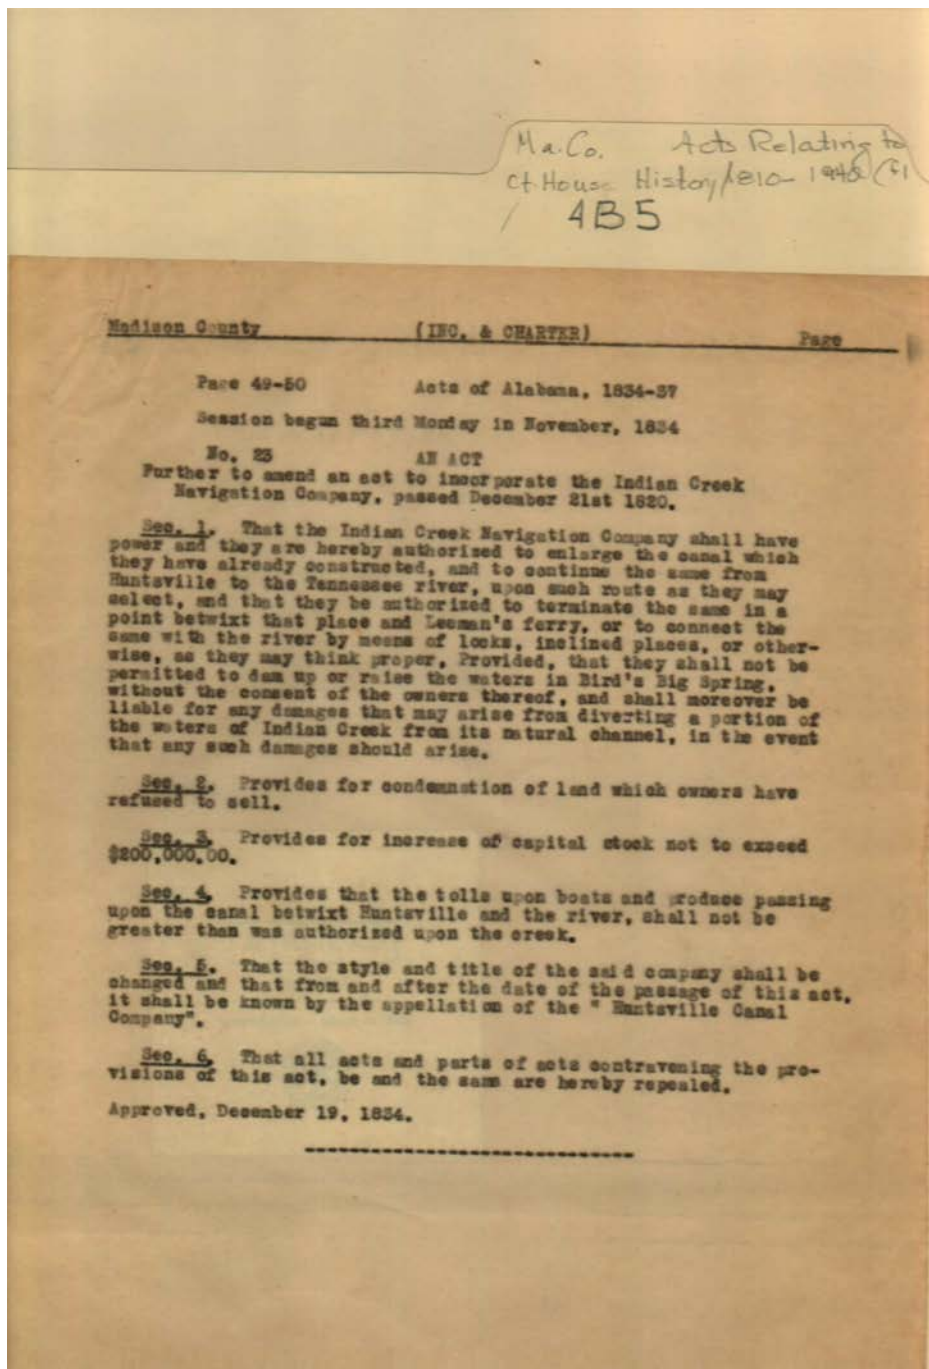 Ma. Co. Acts Relating to
Ct. House History 1810-1940 (f1
4B5
Madison County (INC. & CHARTER) Page
Page 49-50 Acts of Alabama, 1834-37
Session begun third Monday in November, 1834
No. 23 AN ACT
Further to amend an act to incorporate the Indian Creek
Navigation Company, passed December 21st 1820.
Sec. 1. That the Indian Creek Navigation Company shall have
power and they are hereby authorized to enlarge the canal which
they have already constructed, and to continue the same from
Huntsville to the Tennessee river, upon such route as they may
select, and that they be authorized to terminate the same in a
point betwixt that place and Leeman's ferry, or to connect the
same with the river by means of locks, inclined places, or other-
wise, as they may think proper, Provided, that they shall not be
permitted to dam up or raise the waters in Bird's Big Spring,
without the consent of the owners thereof, and shall moreover be
liable for any damages that may arise from diverting a portion of
the waters of Indian Creek from its natural channel, in the event
that any such damages should arise.
Sec. 2. Provides for condemnation of land which owners have
refused to sell.
Sec. 3. Provides for increase of capital stock not to exceed
$200,000.00.
Sec. 4. Provides that the tolls upon boats and produce passing
upon the canal betwixt Huntsville and the river, shall not be
greater than was authorized upon the creek.
Sec. 5. That the style and title of the said company shall be
changed and that from and after the date of the passage of this act,
it shall be known by the appellation of the " Huntsville Canal
Company".
Sec. 6. That all acts and parts of acts contravening the pro-
visions of this act, be and the same are hereby repealed.
Approved, December 19, 1834.